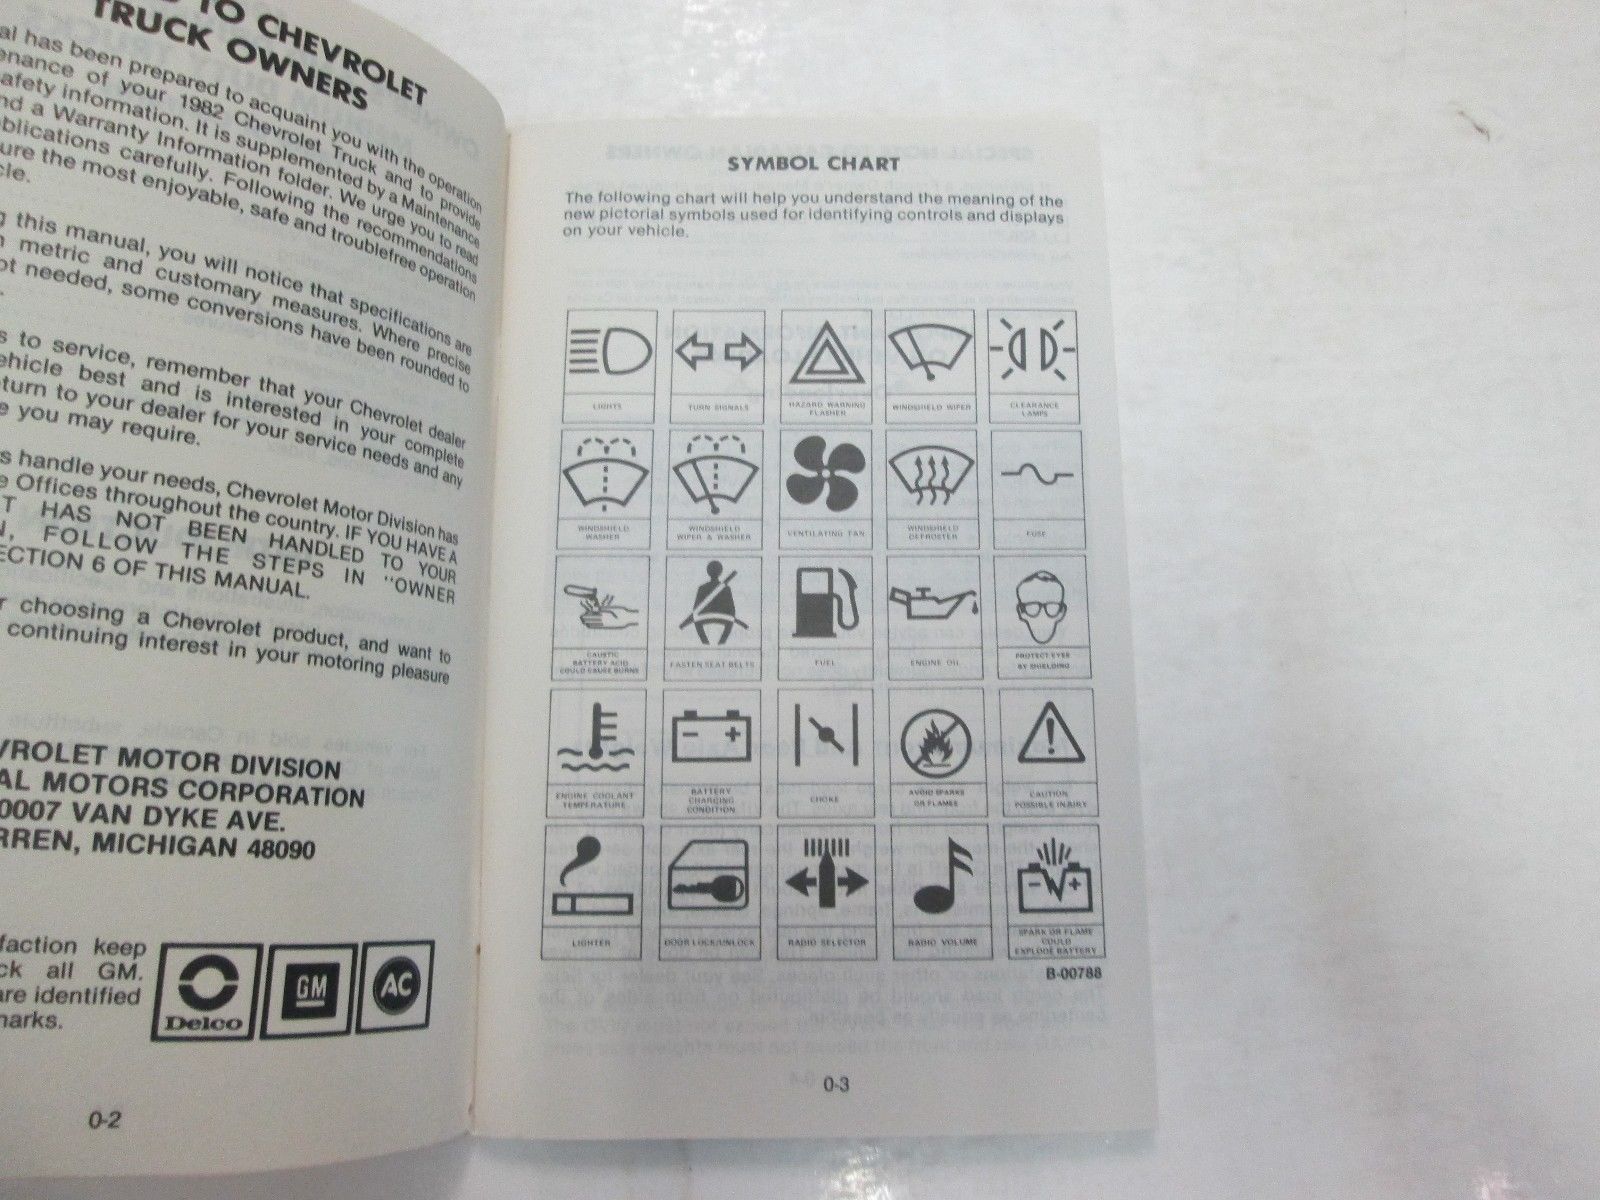 TO CHEVROLET
TRUCK OWNERS
al has been prepared to acquaint you with the operation
enance of your 1982 Chevrolet Truck and to provide
afety information. It is supplemented by a Maintenance
nd a Warranty Information folder. We urge you to read
blications carefully. Following the recommendations
ure the most enjoyable, safe and troublefree operation
cle.
g this manual, you will notice that specifications are
n metric and customary measures. Where precise
ot needed, some conversions have been rounded to
s to service, remember that your Chevrolet dealer
ehicle best and is interested in your complete
eturn to your dealer for your service needs and any
e you may require.
s handle your needs, Chevrolet Motor Division has
e Offices throughout the country. IF YOU HAVE A
T HAS NOT BEEN HANDLED TO YOUR
N, FOLLOW THE STEPS IN "OWNER
ECTION 6 OF THIS MANUAL.
r choosing a Chevrolet product, and want to
continuing interest in your motoring pleasure
VROLET MOTOR DIVISION
AL MOTORS CORPORATION
0007 VAN DYKE AVE.
RREN, MICHIGAN 48090
faction keep
ck all GM.
are identified
marks.
Delco GM AC
0-2
SYMBOL CHART
The following chart will help you understand the meaning of the
new pictorial symbols used for identifying controls and displays
on your vehicle.
LIGHTS
TURN SIGNALS
HAZARD WARNING
FLASHER
WINDSHIELD WIPER
CLEARANCE
LAMPS
WINDSHIELD
WASHER
WINDSHIELD
WIPER & WASHER
VENTILATING FAN
WINDSHIELD
DEFROSTER
FUSE
CAUSTIC
BATTERY ACID
COULD CAUSE BURNS
FASTEN SEAT BELTS
FUEL
ENGINE OIL
PROTECT EYES
BY SHIELDING
ENGINE COOLANT
TEMPERATURE
BATTERY
CHARGING
CONDITION
CHOKE
AVOID SPARKS
OR FLAMES
CAUTION
POSSIBLE INJURY
LIGHTER
DOOR LOCK/UNLOCK
RADIO SELECTOR
RADIO VOLUME
SPARK OR FLAME
COULD
EXPLODE BATTERY
B-00788
0-3